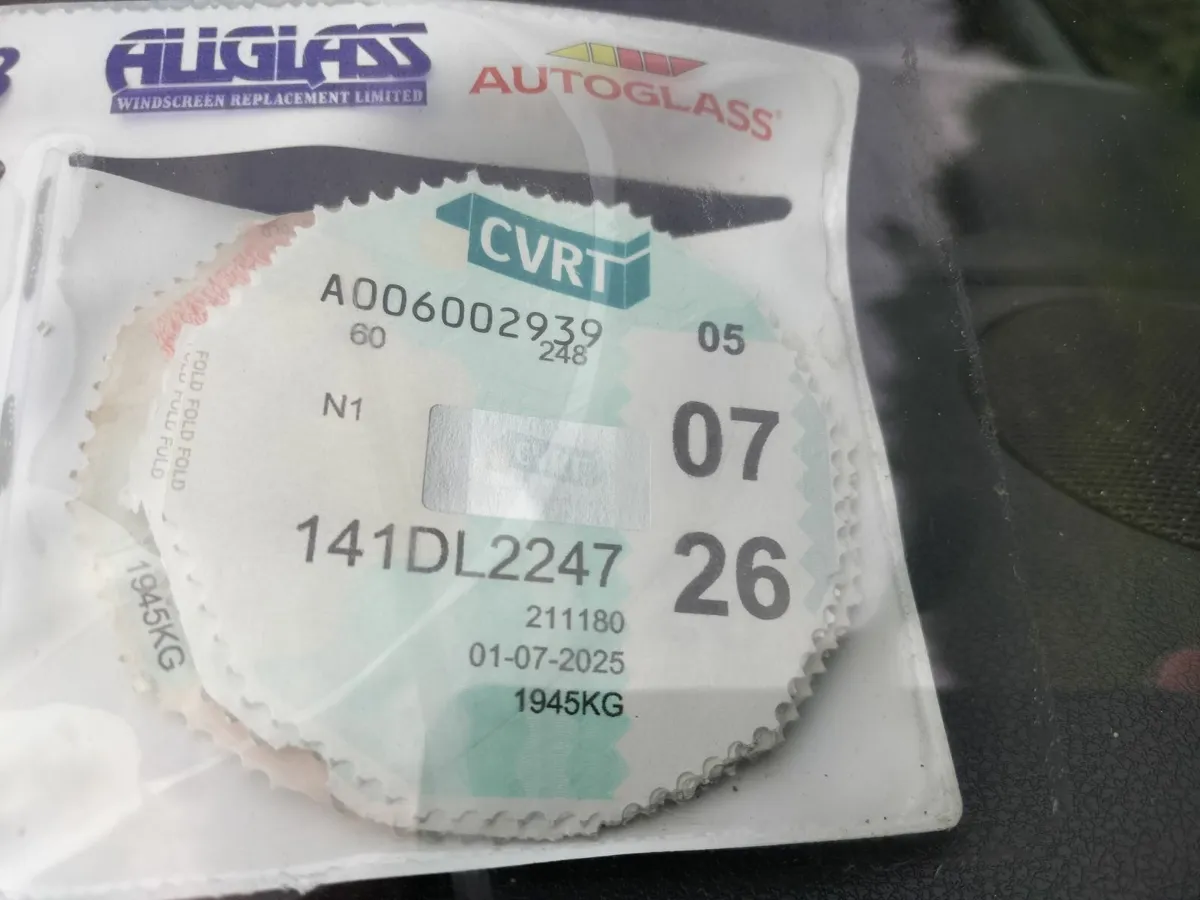 AUGLASS
WINDSCREEN REPLACEMENT LIMITED
AUTOGLASS
CVRT
A006002939
60
248
05
N1
07
FOLD FOLD FOLD
141DL2247
26
211180
01-07-2025
1945KG
1945KG